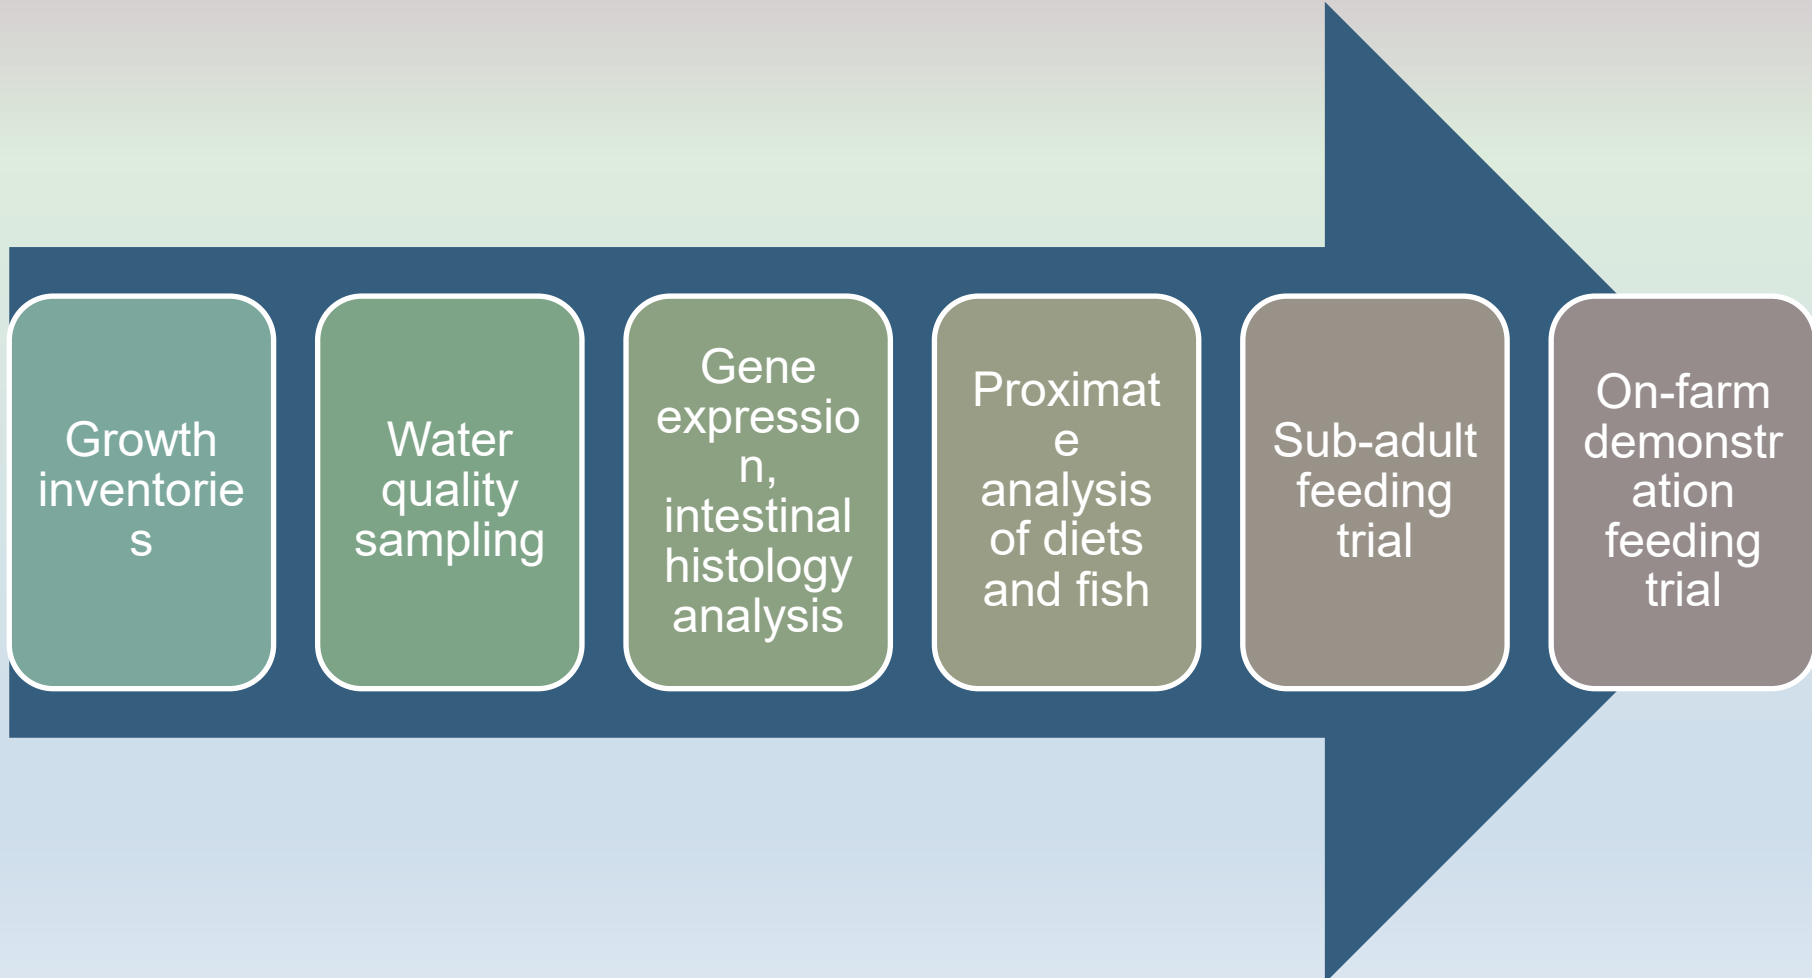 Growth
inventorie
s
Water
quality
sampling
Gene
expressio
n,
intestinal
histology
analysis
Proximat
e
analysis
of diets
and fish
Sub-adult
feeding
trial
On-farm
demonstr
ation
feeding
trial